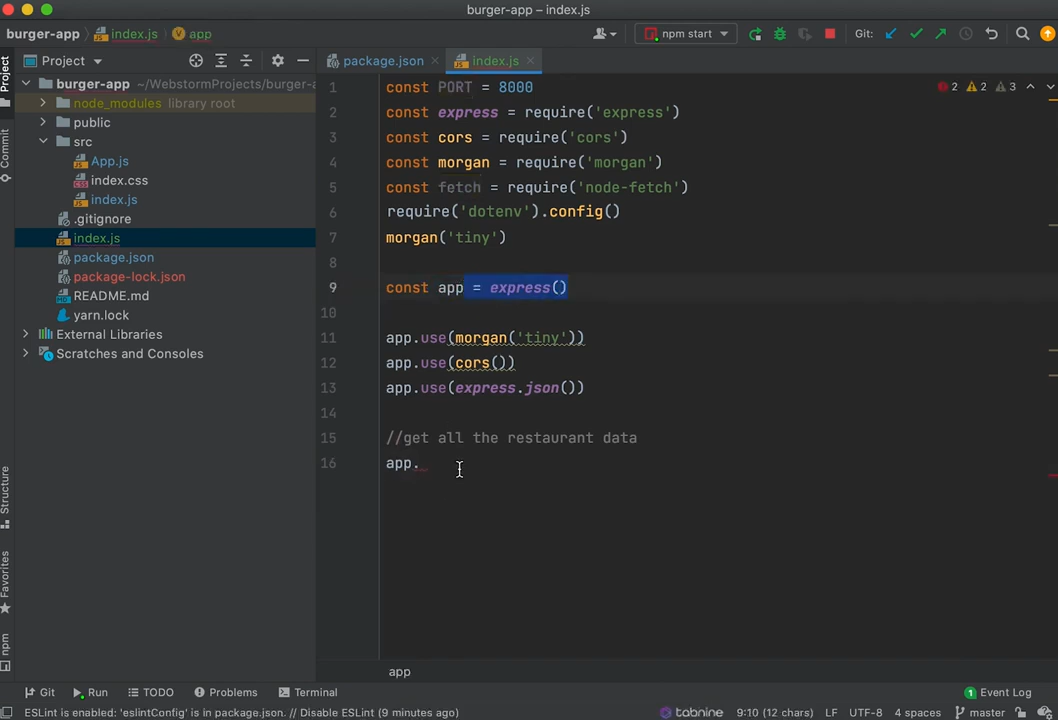 burger-app – index.js
burger-app index.js app
npm start
Git:
Project
package.json
index.js
Project
Commit
Structure
Favorites
npm
burger-app ~/WebstormProjects/burger-a
node_modules library root
public
src
App.js
index.css
index.js
.gitignore
index.js
package.json
package-lock.json
README.md
yarn.lock
External Libraries
Scratches and Consoles
2 2 3
1 const PORT = 8000
2 const express = require('express')
3 const cors = require('cors')
4 const morgan = require('morgan')
5 const fetch = require('node-fetch')
6 require('dotenv').config()
7 morgan('tiny')
8
9 const app = express()
10
11 app.use(morgan('tiny'))
12 app.use(cors())
13 app.use(express.json())
14
15 //get all the restaurant data
16 app.
app
Git Run TODO Problems Terminal
1 Event Log
ESLint is enabled: 'eslintConfig' is in package.json. // Disable ESLint (9 minutes ago)
tabnine 9:10 (12 chars) LF UTF-8 4 spaces master